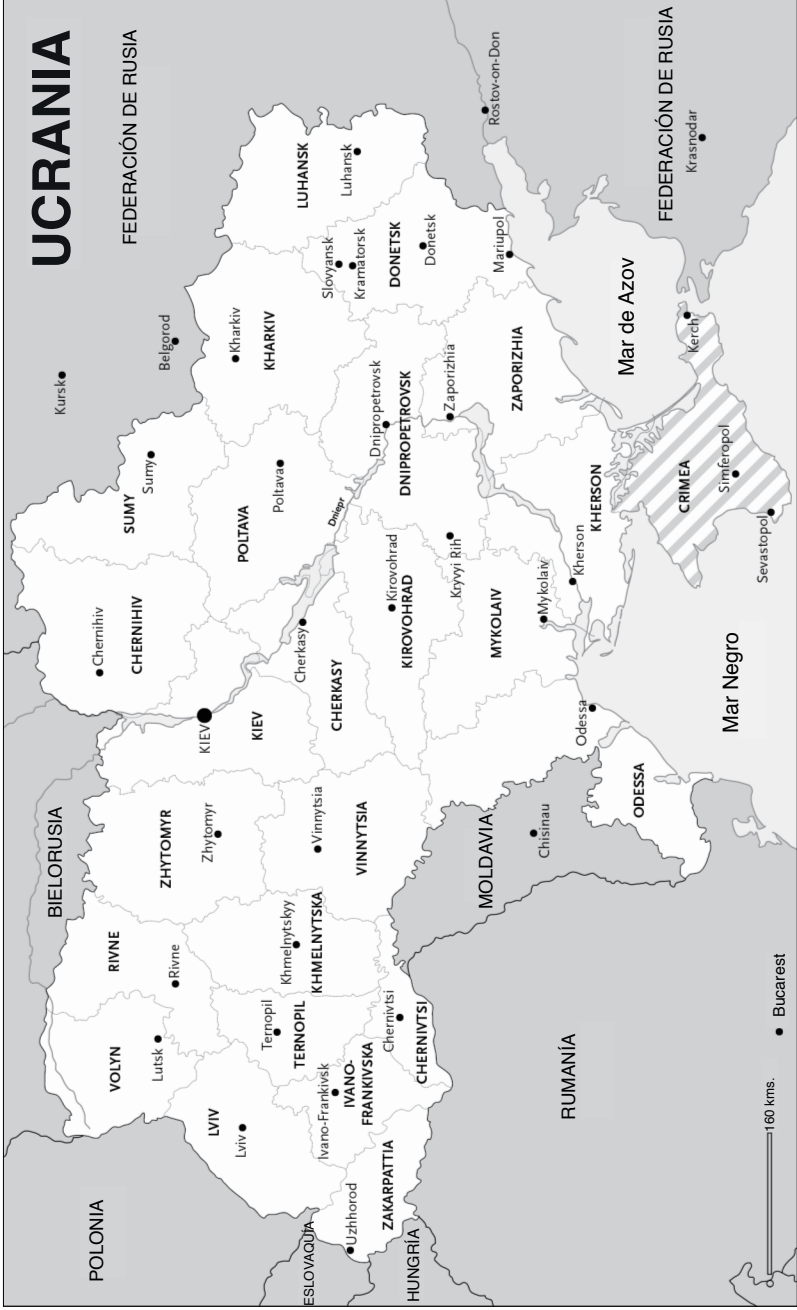 UCRANIA
FEDERACIÓN DE RUSIA
FEDERACIÓN DE RUSIA
POLONIA
BIELORUSIA
ESLOVAQUÍA
HUNGRÍA
RUMANÍA
MOLDAVIA
Mar Negro
Mar de Azov
Kursk
Belgorod
Rostov-on-Don
Krasnodar
Chisinau
Bucarest
VOLYN
Lutsk
RIVNE
Rivne
LVIV
Lviv
ZHYTOMYR
Zhytomyr
KIEV
KIEV
CHERNIHIV
Chernihiv
SUMY
Sumy
POLTAVA
Poltava
KHARKIV
Kharkiv
LUHANSK
Luhansk
Slovyansk
Kramatorsk
DONETSK
Donetsk
Mariupol
Dnipropetrovsk
DNIPROPETROVSK
Zaporizhia
ZAPORIZHIA
Dniepr
Cherkasy
CHERKASY
Kirovohrad
KIROVOHRAD
Kryvyi Rih
Vinnytsia
VINNYTSIA
Khmelnytskyy
KHMELNYTSKA
Ternopil
TERNOPIL
Ivano-Frankivsk
IVANO-
FRANKIVSKA
Chernivtsi
CHERNIVTSI
Uzhhorod
ZAKARPATTIA
MYKOLAIV
Mykolaiv
Kherson
KHERSON
Odessa
ODESSA
CRIMEA
Simferopol
Sevastopol
Kerch
0
160 kms.